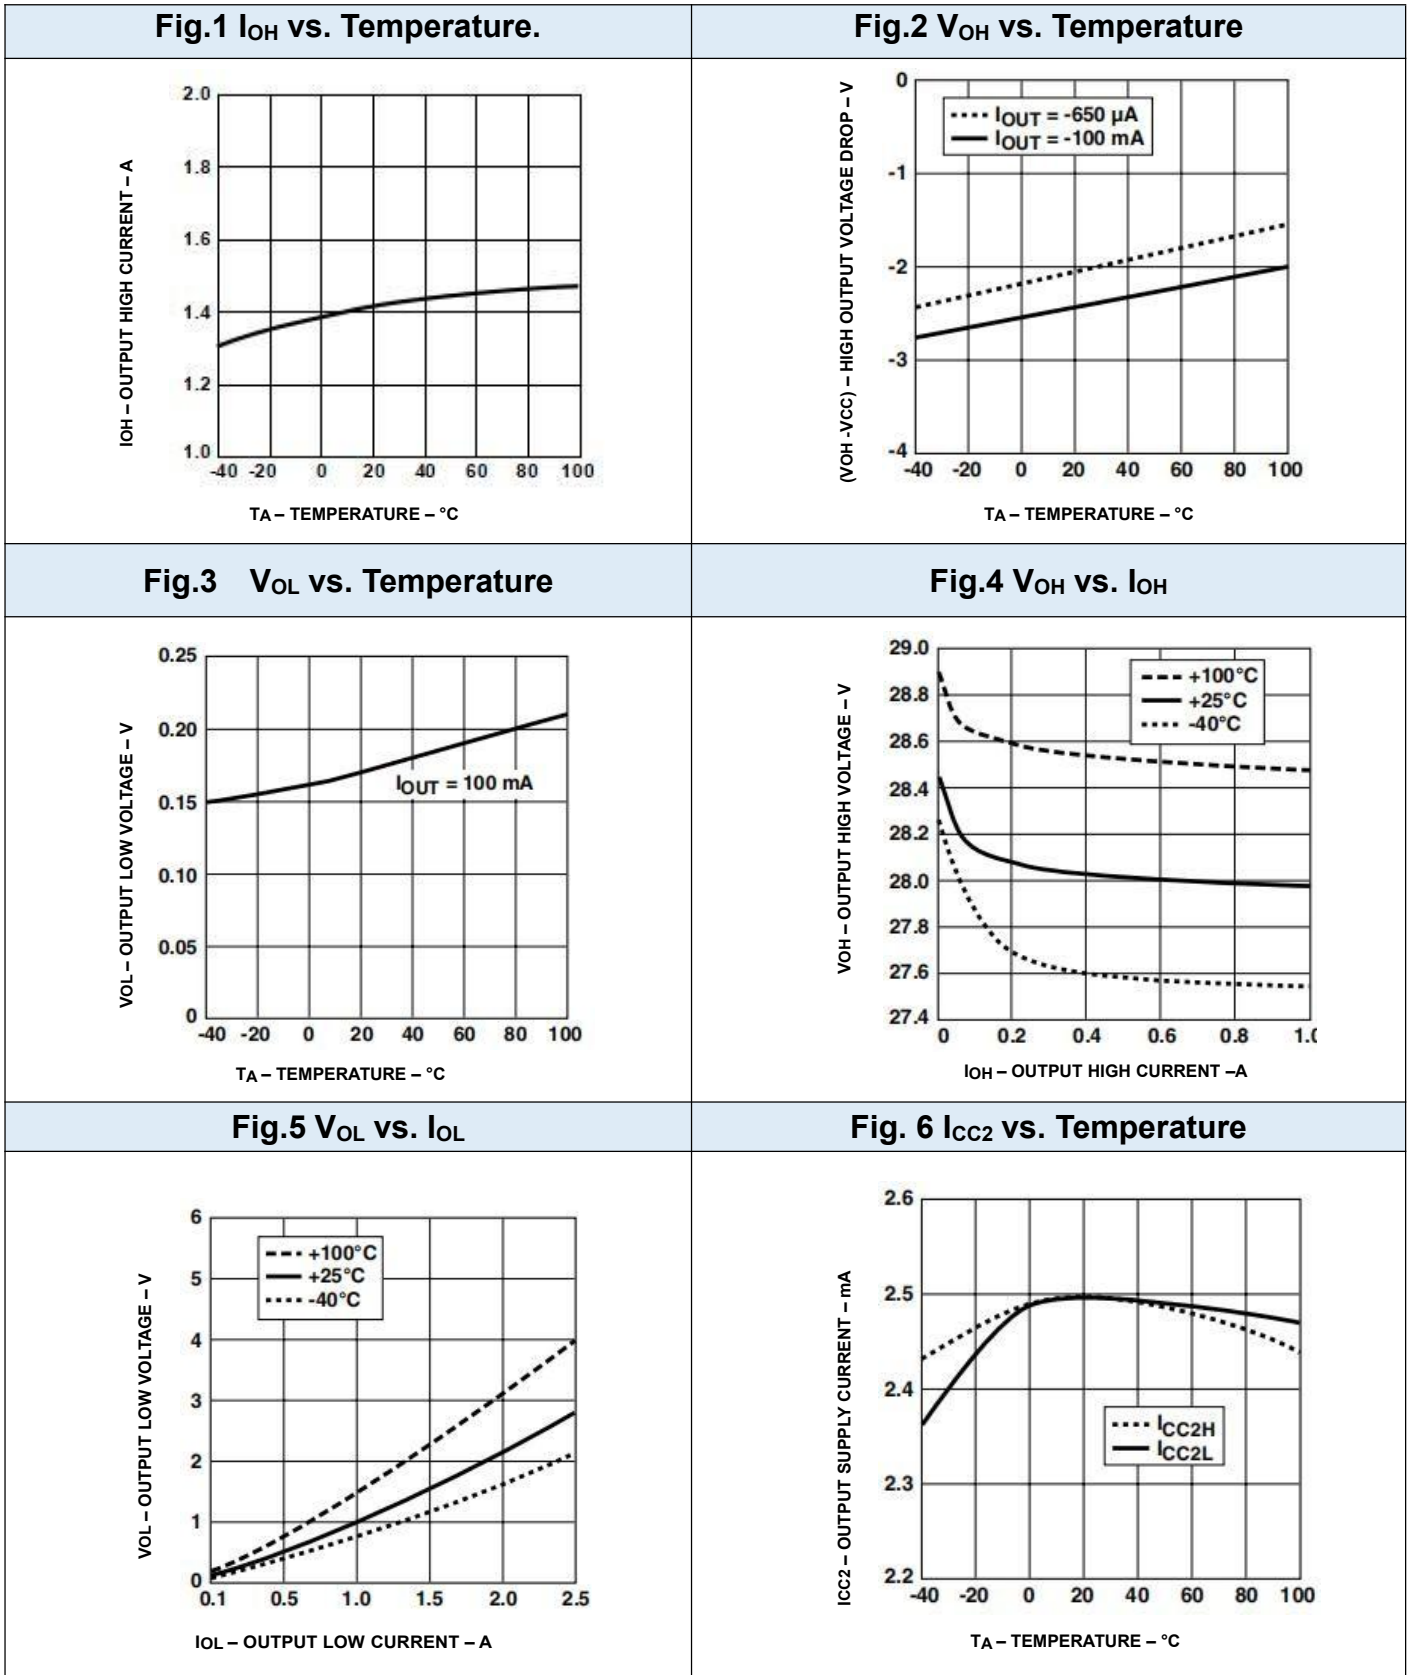 Fig.1 IOH vs. Temperature.
IOH – OUTPUT HIGH CURRENT – A
2.0
1.8
1.6
1.4
1.2
1.0
-40 -20 0 20 40 60 80 100
TA – TEMPERATURE – °C
Fig.2 VOH vs. Temperature
(VOH -VCC) – HIGH OUTPUT VOLTAGE DROP – V
0
-1
-2
-3
-4
IOUT = -650 µA
IOUT = -100 mA
-40 -20 0 20 40 60 80 100
TA – TEMPERATURE – °C
Fig.3 VOL vs. Temperature
VOL – OUTPUT LOW VOLTAGE – V
0.25
0.20
0.15
0.10
0.05
0
IOUT = 100 mA
-40 -20 0 20 40 60 80 100
TA – TEMPERATURE – °C
Fig.4 VOH vs. IOH
VOH – OUTPUT HIGH VOLTAGE – V
29.0
28.8
28.6
28.4
28.2
28.0
27.8
27.6
27.4
+100°C
+25°C
-40°C
0 0.2 0.4 0.6 0.8 1.0
IOH – OUTPUT HIGH CURRENT –A
Fig.5 VOL vs. IOL
VOL – OUTPUT LOW VOLTAGE – V
6
5
4
3
2
1
0
+100°C
+25°C
-40°C
0.1 0.5 1.0 1.5 2.0 2.5
IOL – OUTPUT LOW CURRENT – A
Fig. 6 ICC2 vs. Temperature
ICC2 – OUTPUT SUPPLY CURRENT – mA
2.6
2.5
2.4
2.3
2.2
ICC2H
ICC2L
-40 -20 0 20 40 60 80 100
TA – TEMPERATURE – °C